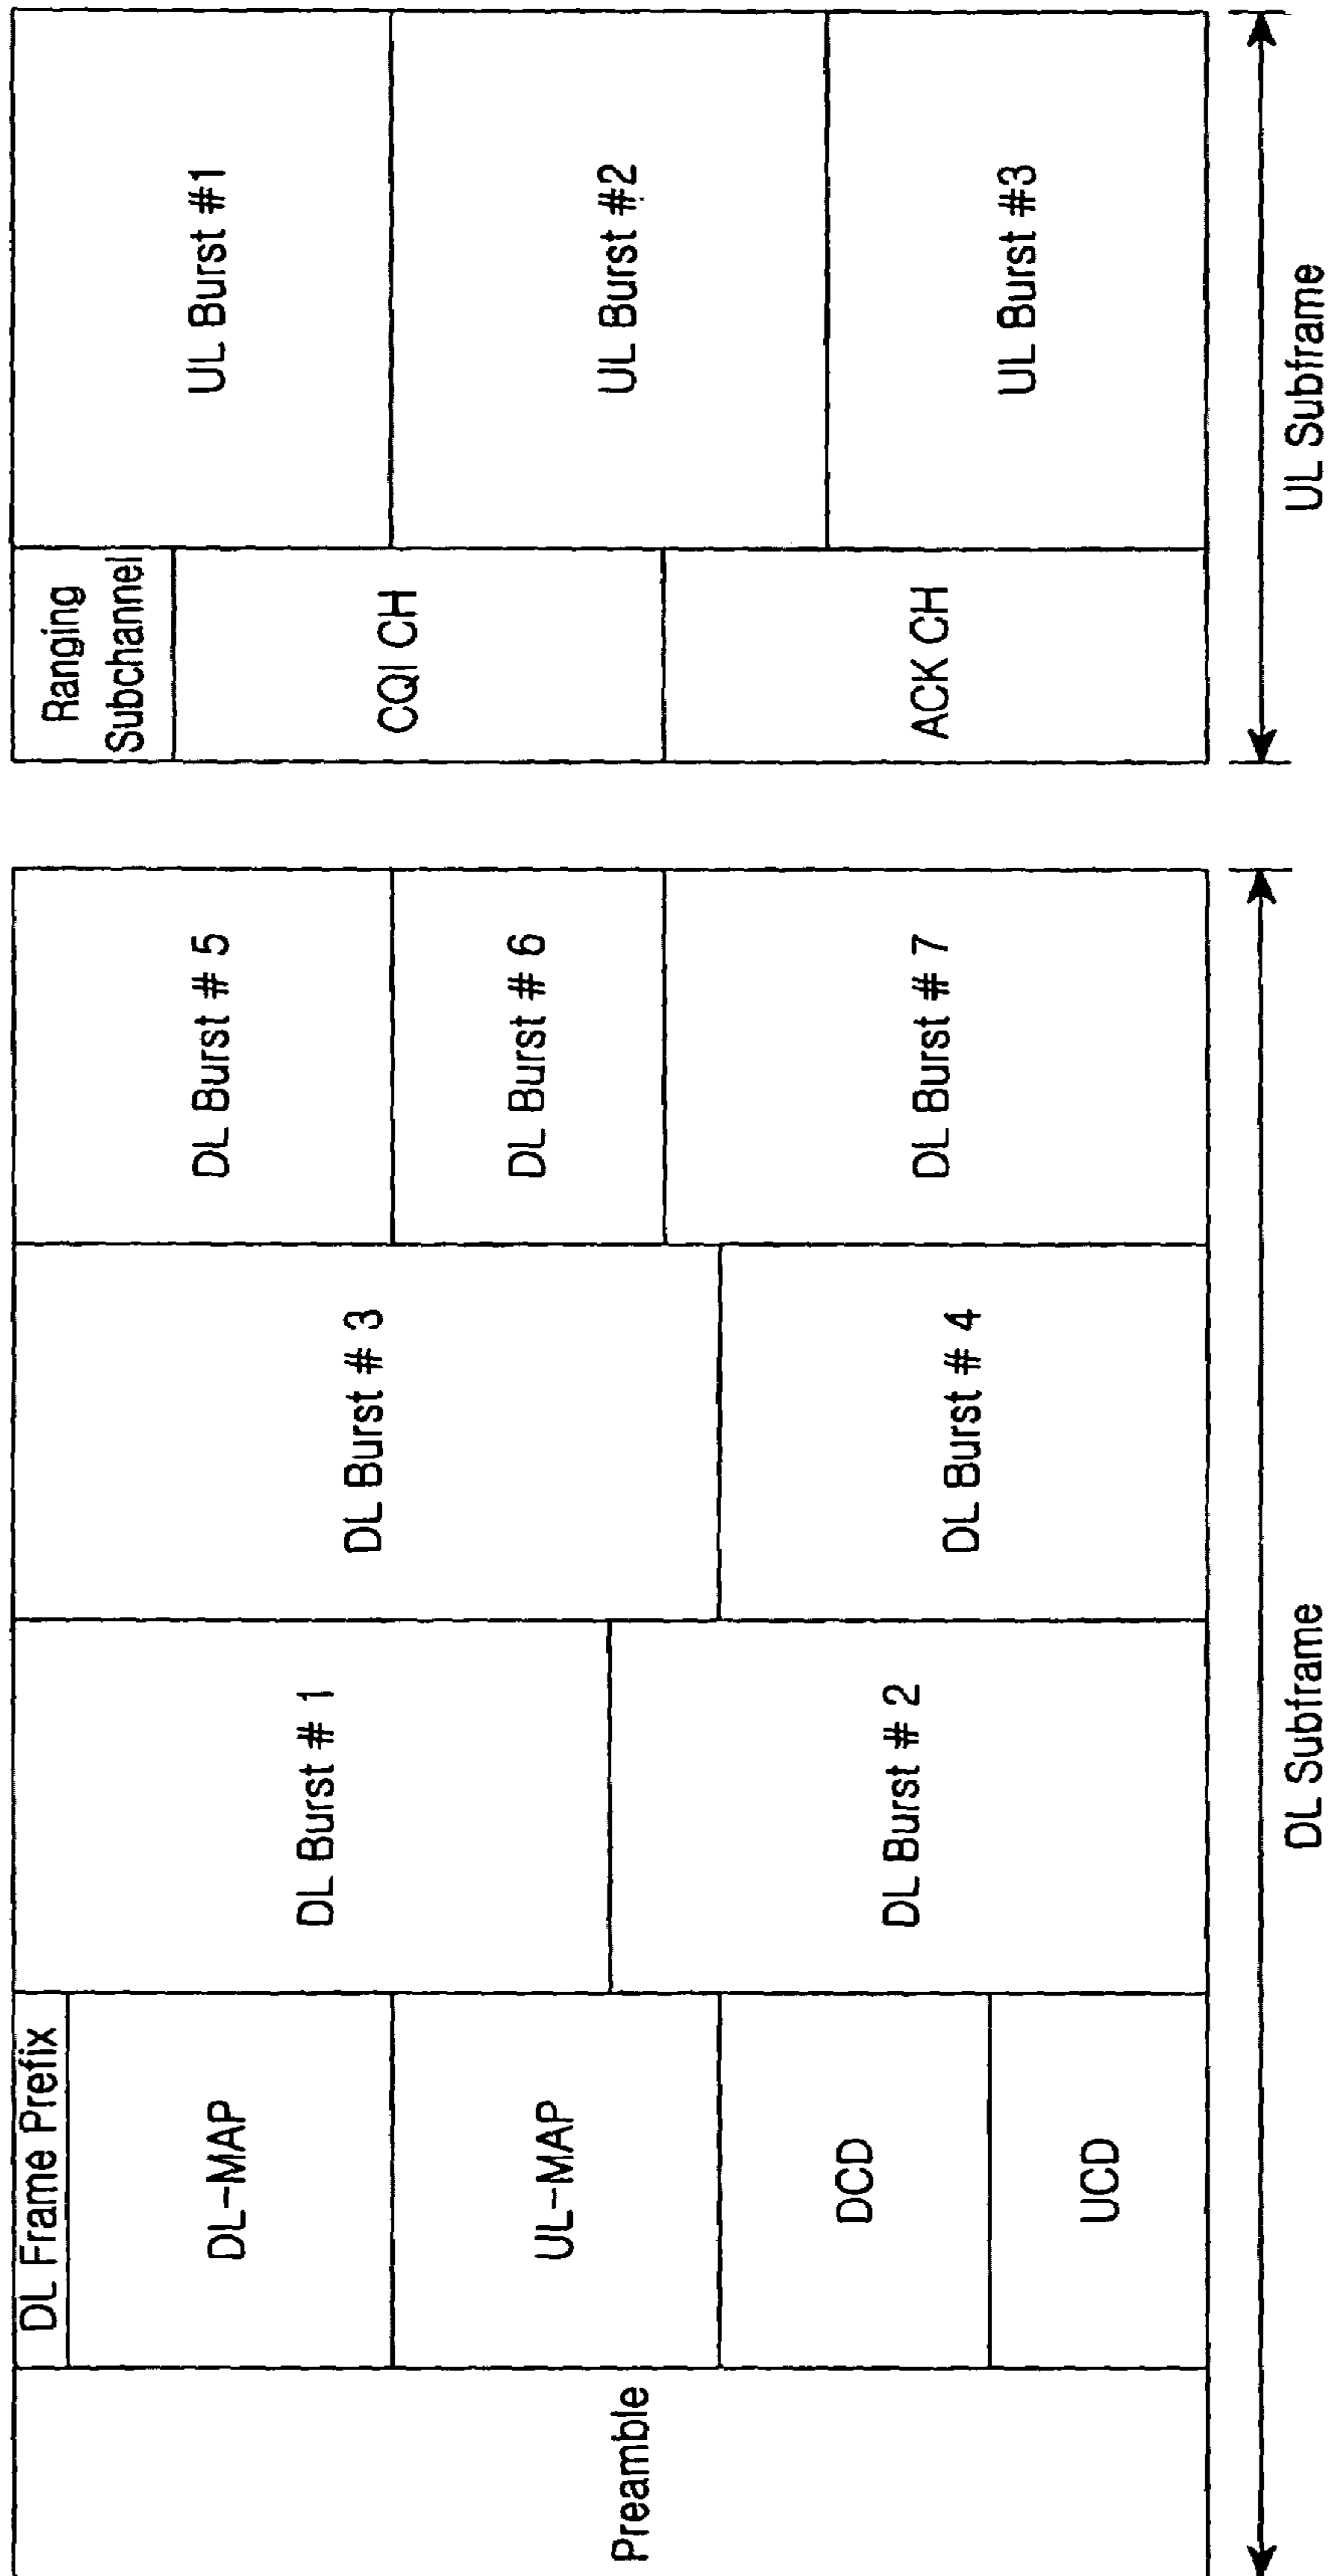 Preamble
DL Frame Prefix
DL-MAP
UL-MAP
DCD
UCD
DL Burst # 1
DL Burst # 2
DL Burst # 3
DL Burst # 4
DL Burst # 5
DL Burst # 6
DL Burst # 7
DL Subframe
Ranging
Subchannel
CQI CH
ACK CH
UL Burst #1
UL Burst #2
UL Burst #3
UL Subframe